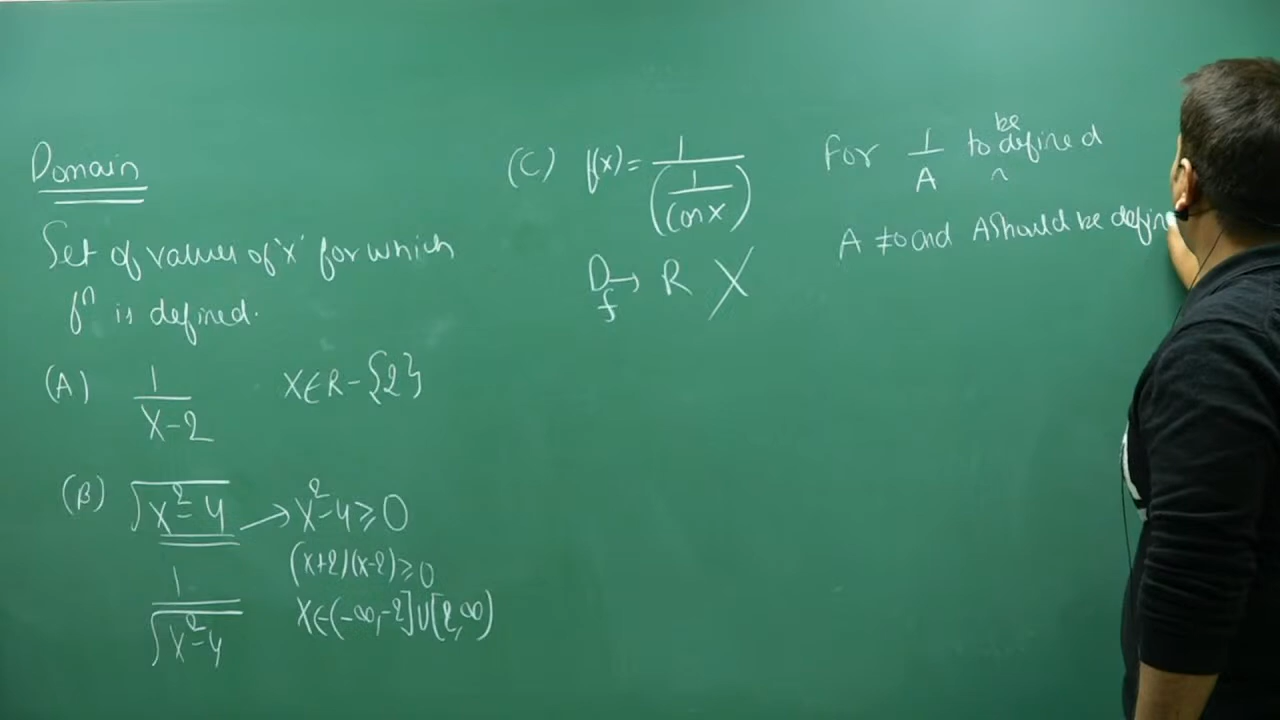 Domain
Set of values of 'x' for which
fⁿ is defined.
(A) 1/(x-2) x∈R-{2}
(B) √(x²-4) → x²-4≥0
(x+2)(x-2)≥0
1/√(x²-4) x∈(-∞,-2]∪[2,∞)
(C) f(x) = 1/(1/(cos x))
D_f → R X
For 1/A to be defined
A ≠0 and A should be define